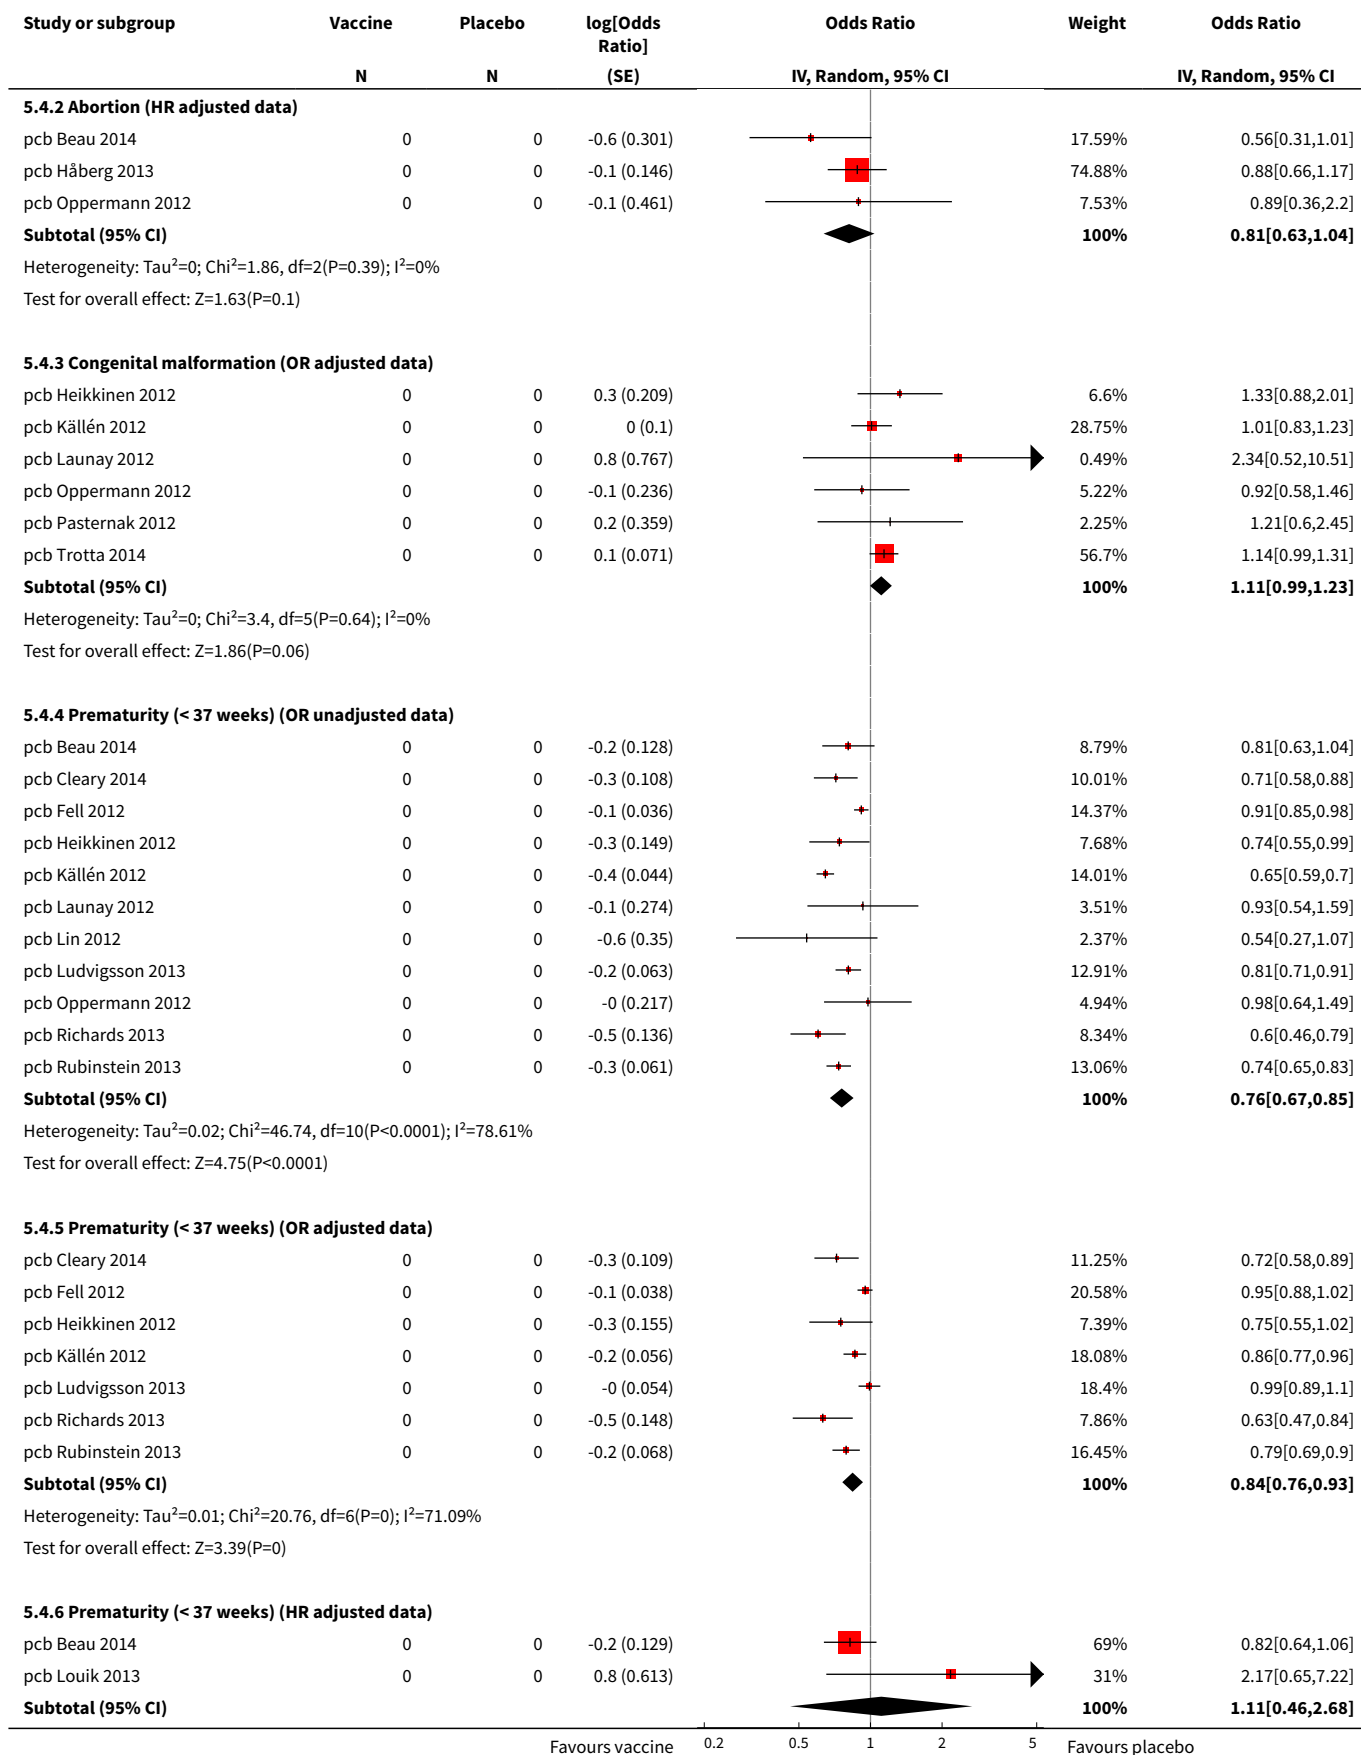 Study or subgroup Vaccine Placebo log[Odds Ratio] Odds Ratio Weight Odds Ratio
N N (SE) IV, Random, 95% CI IV, Random, 95% CI
5.4.2 Abortion (HR adjusted data)
pcb Beau 2014 0 0 -0.6 (0.301) 17.59% 0.56[0.31,1.01]
pcb Håberg 2013 0 0 -0.1 (0.146) 74.88% 0.88[0.66,1.17]
pcb Oppermann 2012 0 0 -0.1 (0.461) 7.53% 0.89[0.36,2.2]
Subtotal (95% CI) 100% 0.81[0.63,1.04]
Heterogeneity: Tau²=0; Chi²=1.86, df=2(P=0.39); I²=0%
Test for overall effect: Z=1.63(P=0.1)
5.4.3 Congenital malformation (OR adjusted data)
pcb Heikkinen 2012 0 0 0.3 (0.209) 6.6% 1.33[0.88,2.01]
pcb Källén 2012 0 0 0 (0.1) 28.75% 1.01[0.83,1.23]
pcb Launay 2012 0 0 0.8 (0.767) 0.49% 2.34[0.52,10.51]
pcb Oppermann 2012 0 0 -0.1 (0.236) 5.22% 0.92[0.58,1.46]
pcb Pasternak 2012 0 0 0.2 (0.359) 2.25% 1.21[0.6,2.45]
pcb Trotta 2014 0 0 0.1 (0.071) 56.7% 1.14[0.99,1.31]
Subtotal (95% CI) 100% 1.11[0.99,1.23]
Heterogeneity: Tau²=0; Chi²=3.4, df=5(P=0.64); I²=0%
Test for overall effect: Z=1.86(P=0.06)
5.4.4 Prematurity (< 37 weeks) (OR unadjusted data)
pcb Beau 2014 0 0 -0.2 (0.128) 8.79% 0.81[0.63,1.04]
pcb Cleary 2014 0 0 -0.3 (0.108) 10.01% 0.71[0.58,0.88]
pcb Fell 2012 0 0 -0.1 (0.036) 14.37% 0.91[0.85,0.98]
pcb Heikkinen 2012 0 0 -0.3 (0.149) 7.68% 0.74[0.55,0.99]
pcb Källén 2012 0 0 -0.4 (0.044) 14.01% 0.65[0.59,0.7]
pcb Launay 2012 0 0 -0.1 (0.274) 3.51% 0.93[0.54,1.59]
pcb Lin 2012 0 0 -0.6 (0.35) 2.37% 0.54[0.27,1.07]
pcb Ludvigsson 2013 0 0 -0.2 (0.063) 12.91% 0.81[0.71,0.91]
pcb Oppermann 2012 0 0 -0 (0.217) 4.94% 0.98[0.64,1.49]
pcb Richards 2013 0 0 -0.5 (0.136) 8.34% 0.6[0.46,0.79]
pcb Rubinstein 2013 0 0 -0.3 (0.061) 13.06% 0.74[0.65,0.83]
Subtotal (95% CI) 100% 0.76[0.67,0.85]
Heterogeneity: Tau²=0.02; Chi²=46.74, df=10(P<0.0001); I²=78.61%
Test for overall effect: Z=4.75(P<0.0001)
5.4.5 Prematurity (< 37 weeks) (OR adjusted data)
pcb Cleary 2014 0 0 -0.3 (0.109) 11.25% 0.72[0.58,0.89]
pcb Fell 2012 0 0 -0.1 (0.038) 20.58% 0.95[0.88,1.02]
pcb Heikkinen 2012 0 0 -0.3 (0.155) 7.39% 0.75[0.55,1.02]
pcb Källén 2012 0 0 -0.2 (0.056) 18.08% 0.86[0.77,0.96]
pcb Ludvigsson 2013 0 0 -0 (0.054) 18.4% 0.99[0.89,1.1]
pcb Richards 2013 0 0 -0.5 (0.148) 7.86% 0.63[0.47,0.84]
pcb Rubinstein 2013 0 0 -0.2 (0.068) 16.45% 0.79[0.69,0.9]
Subtotal (95% CI) 100% 0.84[0.76,0.93]
Heterogeneity: Tau²=0.01; Chi²=20.76, df=6(P=0); I²=71.09%
Test for overall effect: Z=3.39(P=0)
5.4.6 Prematurity (< 37 weeks) (HR adjusted data)
pcb Beau 2014 0 0 -0.2 (0.129) 69% 0.82[0.64,1.06]
pcb Louik 2013 0 0 0.8 (0.613) 31% 2.17[0.65,7.22]
Subtotal (95% CI) 100% 1.11[0.46,2.68]
Favours vaccine 0.2 0.5 1 2 5 Favours placebo